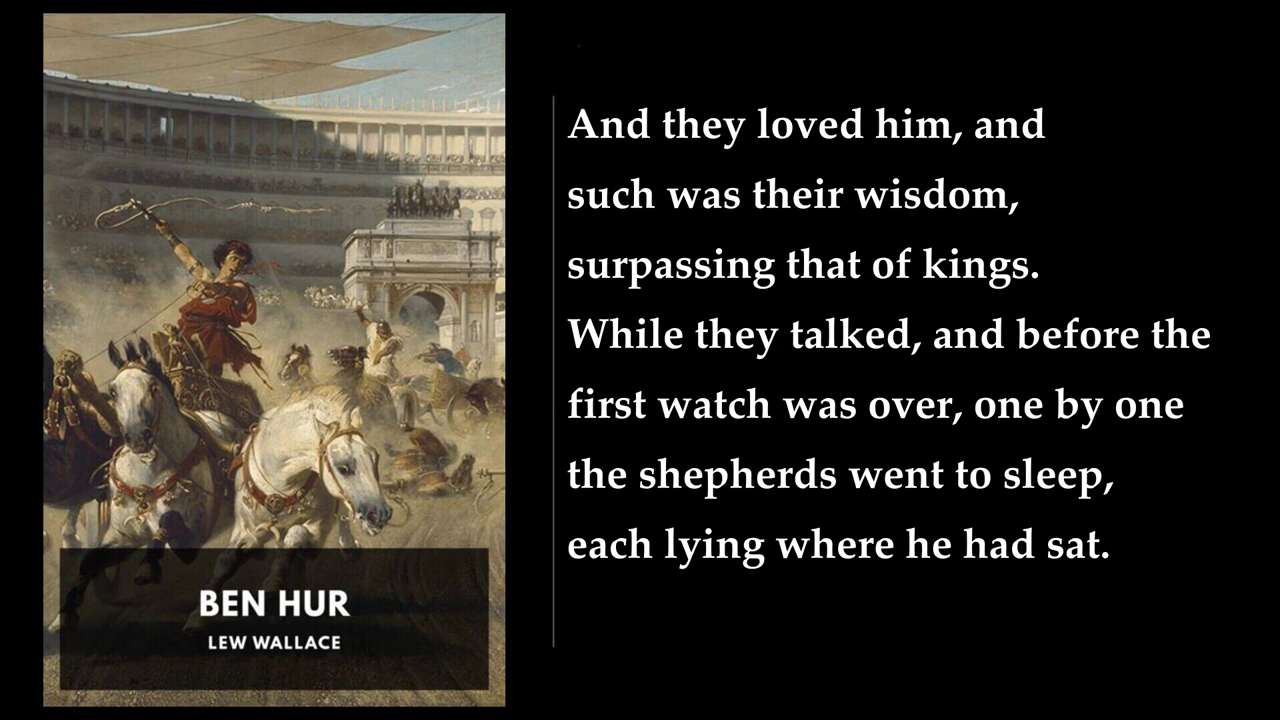 BEN HUR
LEW WALLACE
And they loved him, and
such was their wisdom,
surpassing that of kings.
While they talked, and before the
first watch was over, one by one
the shepherds went to sleep,
each lying where he had sat.